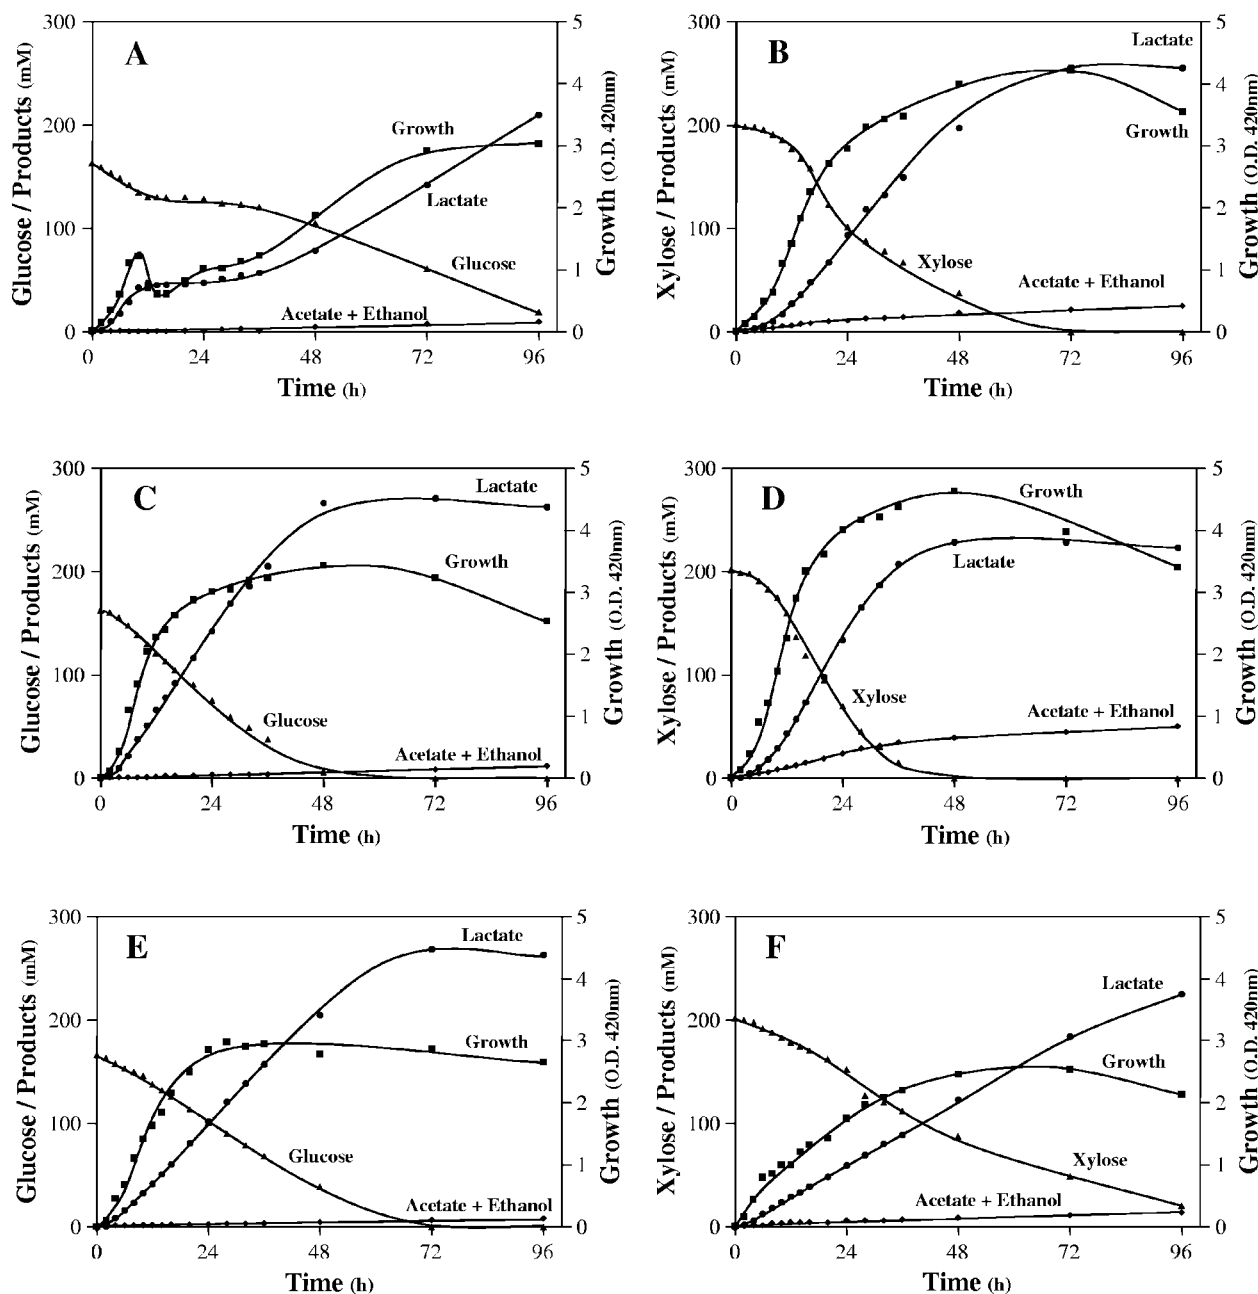 A
Glucose / Products (mM)
300
200
100
0
Growth
Lactate
Glucose
Acetate + Ethanol
5
4
3
2
1
0
Growth (O.D. 420nm)
0 24 48 72 96
Time (h)
B
Xylose / Products (mM)
300
200
100
0
Lactate
Growth
Xylose
Acetate + Ethanol
5
4
3
2
1
0
Growth (O.D. 420nm)
0 24 48 72 96
Time (h)
C
Glucose / Products (mM)
300
200
100
0
Lactate
Growth
Glucose
Acetate + Ethanol
5
4
3
2
1
0
Growth (O.D. 420nm)
0 24 48 72 96
Time (h)
D
Xylose / Products (mM)
300
200
100
0
Growth
Lactate
Xylose
Acetate + Ethanol
5
4
3
2
1
0
Growth (O.D. 420nm)
0 24 48 72 96
Time (h)
E
Glucose / Products (mM)
300
200
100
0
Lactate
Growth
Glucose
Acetate + Ethanol
5
4
3
2
1
0
Growth (O.D. 420nm)
0 24 48 72 96
Time (h)
F
Xylose / Products (mM)
300
200
100
0
Lactate
Growth
Xylose
Acetate + Ethanol
5
4
3
2
1
0
Growth (O.D. 420nm)
0 24 48 72 96
Time (h)